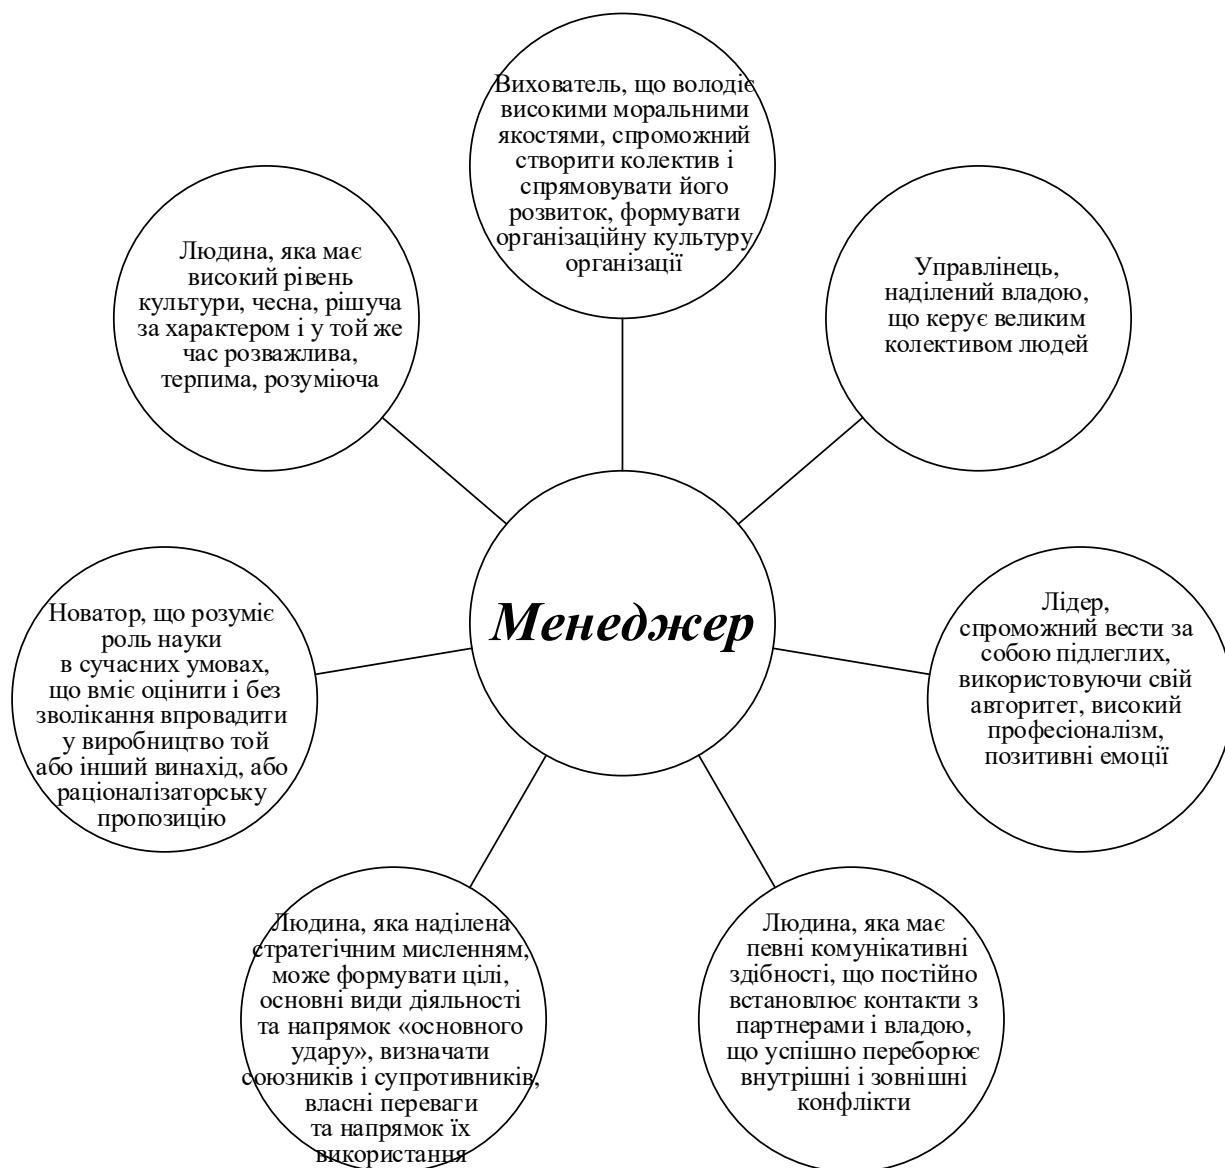 Вихователь, що володіє
високими моральними
якостями, спроможний
створити колектив і
спрямовувати його
розвиток, формувати
організаційну культуру
організації
Управлінець,
наділений владою,
що керує великим
колективом людей
Лідер,
спроможний вести за
собою підлеглих,
використовуючи свій
авторитет, високий
професіоналізм,
позитивні емоції
Людина, яка має
певні комунікативні
здібності, що постійно
встановлює контакти з
партнерами і владою,
що успішно переборює
внутрішні і зовнішні
конфлікти
Людина, яка наділена
стратегічним мисленням,
може формувати цілі,
основні види діяльності
та напрямок «основного
удару», визначати
союзників і супротивників,
власні переваги
та напрямок їх
використання
Новатор, що розуміє
роль науки
в сучасних умовах,
що вміє оцінити і без
зволікання впровадити
у виробництво той
або інший винахід, або
раціоналізаторську
пропозицію
Людина, яка має
високий рівень
культури, чесна, рішуча
за характером і у той же
час розважлива,
терпима, розуміюча
Менеджер